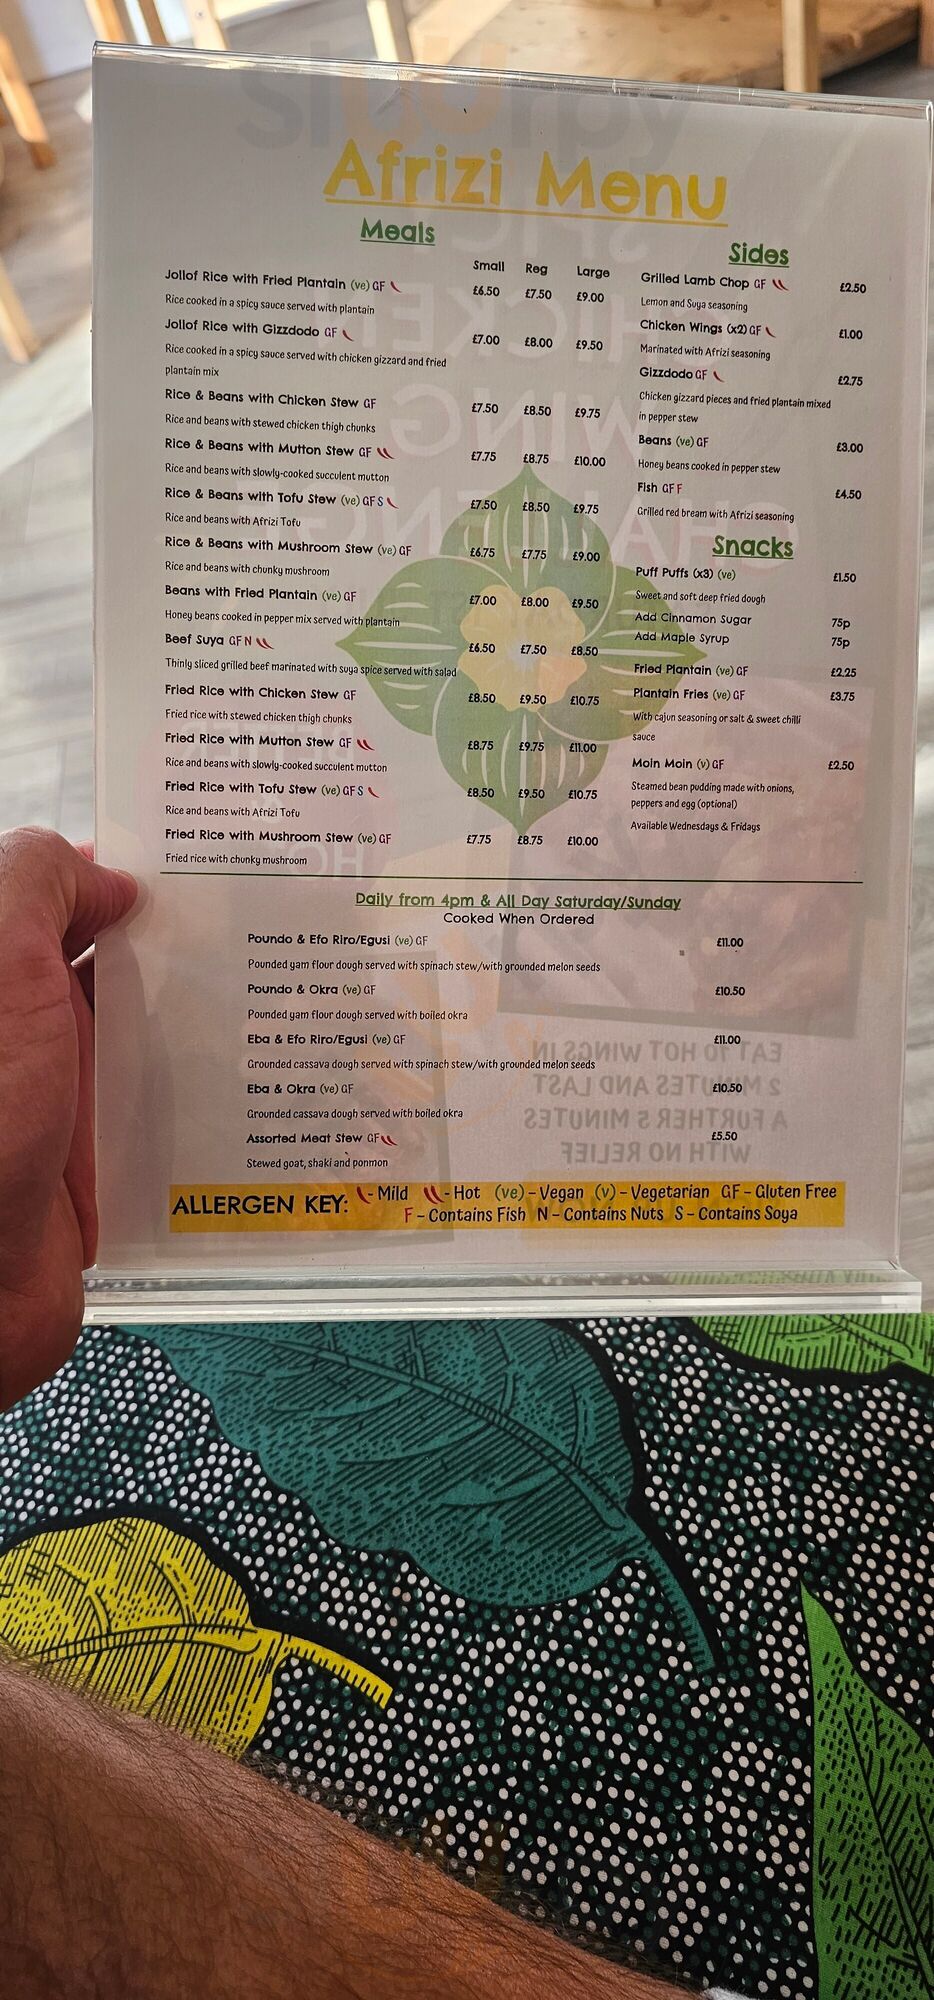 slurpy
Afrizi Menu
Meals
Small Reg Large
Jollof Rice with Fried Plantain (ve) GF £6.50 £7.50 £9.00
Rice cooked in a spicy sauce served with plantain
Jollof Rice with Gizzdodo GF £7.00 £8.00 £9.50
Rice cooked in a spicy sauce served with chicken gizzard and fried
plantain mix
Rice & Beans with Chicken Stew GF £7.50 £8.50 £9.75
Rice and beans with stewed chicken thigh chunks
Rice & Beans with Mutton Stew GF £7.75 £8.75 £10.00
Rice and beans with slowly-cooked succulent mutton
Rice & Beans with Tofu Stew (ve) GF S £7.50 £8.50 £9.75
Rice and beans with Afrizi Tofu
Rice & Beans with Mushroom Stew (ve) GF £6.75 £7.75 £9.00
Rice and beans with chunky mushroom
Beans with Fried Plantain (ve) GF £7.00 £8.00 £9.50
Honey beans cooked in pepper mix served with plantain
Beef Suya GF N £6.50 £7.50 £8.50
Thinly sliced grilled beef marinated with suya spice served with salad
Fried Rice with Chicken Stew GF £8.50 £9.50 £10.75
Fried rice with stewed chicken thigh chunks
Fried Rice with Mutton Stew GF £8.75 £9.75 £11.00
Rice and beans with slowly-cooked succulent mutton
Fried Rice with Tofu Stew (ve) GF S £8.50 £9.50 £10.75
Rice and beans with Afrizi Tofu
Fried Rice with Mushroom Stew (ve) GF £7.75 £8.75 £10.00
Fried rice with chunky mushroom
Sides
Grilled Lamb Chop GF £2.50
Lemon and Suya seasoning
Chicken Wings (x2) GF £1.00
Marinated with Afrizi seasoning
Gizzdodo GF £2.75
Chicken gizzard pieces and fried plantain mixed
in pepper stew
Beans (ve) GF £3.00
Honey beans cooked in pepper stew
Fish GF F £4.50
Grilled red bream with Afrizi seasoning
Snacks
Puff Puffs (x3) (ve) £1.50
Sweet and soft deep fried dough
Add Cinnamon Sugar 75p
Add Maple Syrup 75p
Fried Plantain (ve) GF £2.25
Plantain Fries (ve) GF £3.75
With cajun seasoning or salt & sweet chilli
sauce
Moin Moin (v) GF £2.50
Steamed bean pudding made with onions,
peppers and egg (optional)
Available Wednesdays & Fridays
Daily from 4pm & All Day Saturday/Sunday
Cooked When Ordered
Poundo & Efo Riro/Egusi (ve) GF £11.00
Pounded yam flour dough served with spinach stew/with grounded melon seeds
Poundo & Okra (ve) GF £10.50
Pounded yam flour dough served with boiled okra
Eba & Efo Riro/Egusi (ve) GF £11.00
Grounded cassava dough served with spinach stew/with grounded melon seeds
Eba & Okra (ve) GF £10.50
Grounded cassava dough served with boiled okra
Assorted Meat Stew GF £5.50
Stewed goat, shaki and ponmon
ALLERGEN KEY: - Mild - Hot (ve) - Vegan (v) - Vegetarian GF - Gluten Free
F - Contains Fish N - Contains Nuts S - Contains Soya
EAT 10 HOT WINGS IN
2 MINUTES AND LAST
A FURTHER 5 MINUTES
WITH NO RELIEF